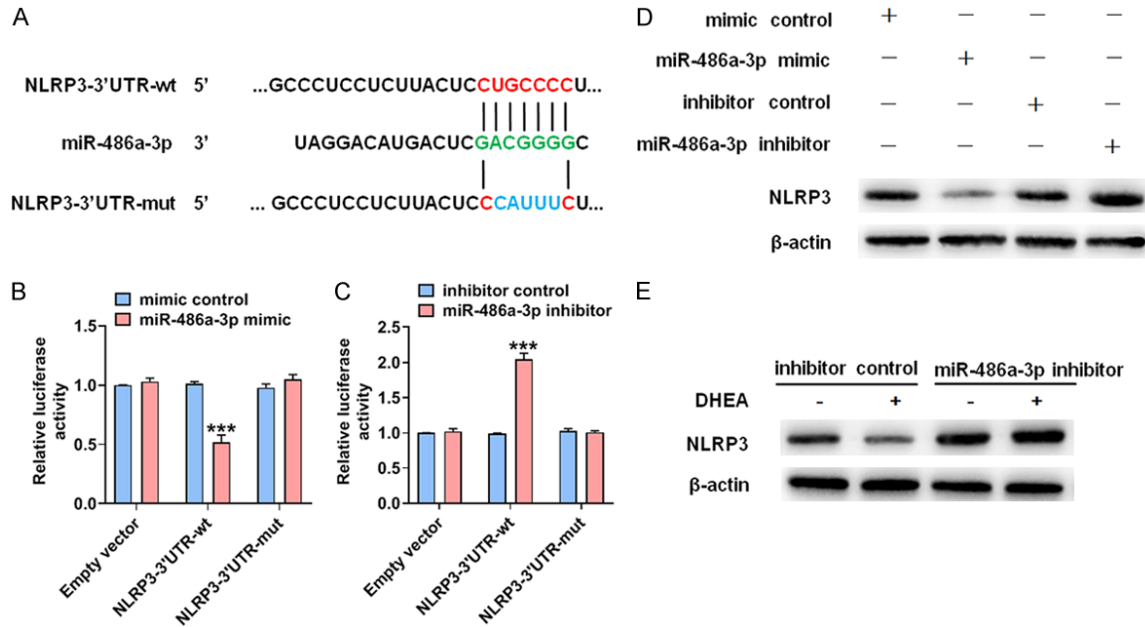 A
NLRP3-3'UTR-wt 5' ...GCCCUCCUCUUACUCCUGCCCCU...
miR-486a-3p 3' UAGGACAUGACUCGACGGGGC
NLRP3-3'UTR-mut 5' ... GCCCUCCUCUUACUCCCAUUUCU...
B
mimic control
miR-486a-3p mimic
Relative luciferase activity
1.5
1.0
0.5
0.0
***
Empty vector
NLRP3-3'UTR-wt
NLRP3-3'UTR-mut
C
inhibitor control
miR-486a-3p inhibitor
Relative luciferase activity
2.5
2.0
1.5
1.0
0.5
0.0
***
Empty vector
NLRP3-3'UTR-wt
NLRP3-3'UTR-mut
D
mimic control + − − −
miR-486a-3p mimic − + − −
inhibitor control − − + −
miR-486a-3p inhibitor − − − +
NLRP3
β-actin
E
inhibitor control miR-486a-3p inhibitor
DHEA - + - +
NLRP3
β-actin